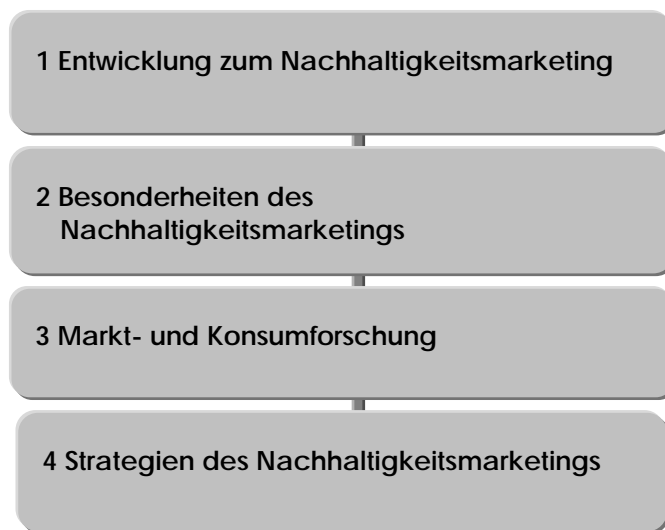 1 Entwicklung zum Nachhaltigkeitsmarketing
2 Besonderheiten des
Nachhaltigkeitsmarketings
3 Markt- und Konsumforschung
4 Strategien des Nachhaltigkeitsmarketings